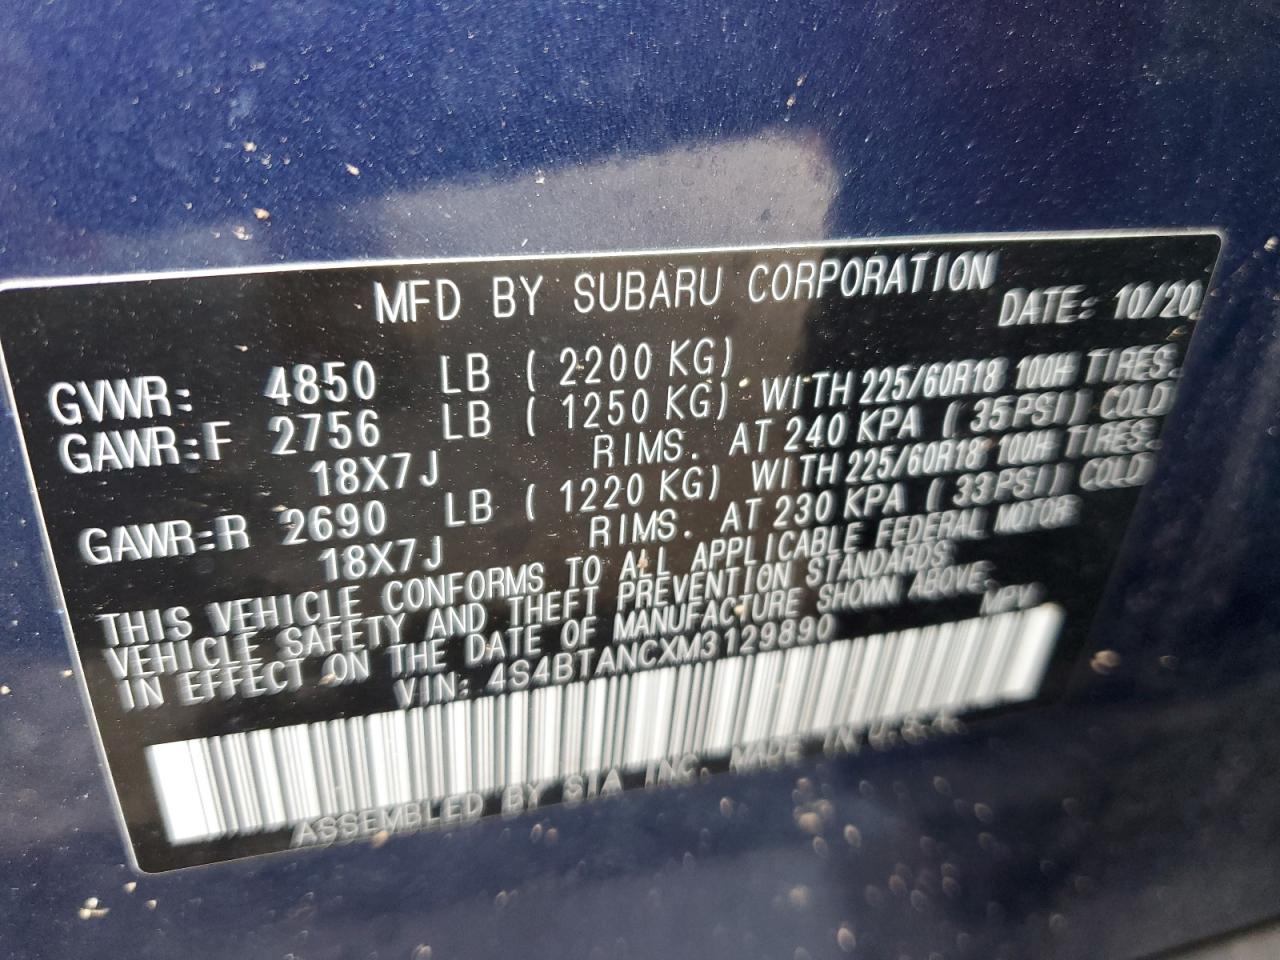 MFD BY SUBARU CORPORATION DATE: 10/20
GVWR: 4850 LB ( 2200 KG)
GAWR:F 2756 LB ( 1250 KG) WITH 225/60R18 100H TIRES.
18X7J RIMS. AT 240 KPA ( 35PSI) COLD
GAWR:R 2690 LB ( 1220 KG) WITH 225/60R18 100H TIRES.
18X7J RIMS. AT 230 KPA ( 33PSI) COLD
THIS VEHICLE CONFORMS TO ALL APPLICABLE FEDERAL MOTOR
VEHICLE SAFETY AND THEFT PREVENTION STANDARDS
IN EFFECT ON THE DATE OF MANUFACTURE SHOWN ABOVE.
VIN: 4S4BTANCXM3129890 MPV
ASSEMBLED BY SIA INC. MADE IN U.S.A.